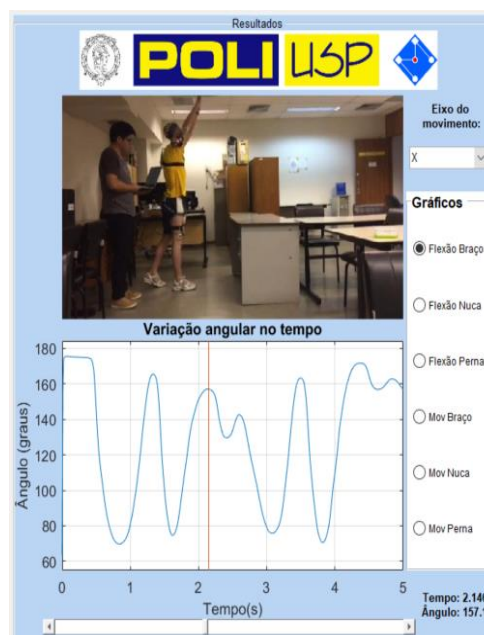 Resultados
POLI USP
Eixo do
movimento:
X
Gráficos
Flexão Braço
Flexão Nuca
Flexão Perna
Mov Braço
Mov Nuca
Mov Perna
Variação angular no tempo
Ângulo (graus)
180
160
140
120
100
80
60
0 1 2 3 4 5
Tempo(s)
Tempo: 2.140
Ângulo: 157.